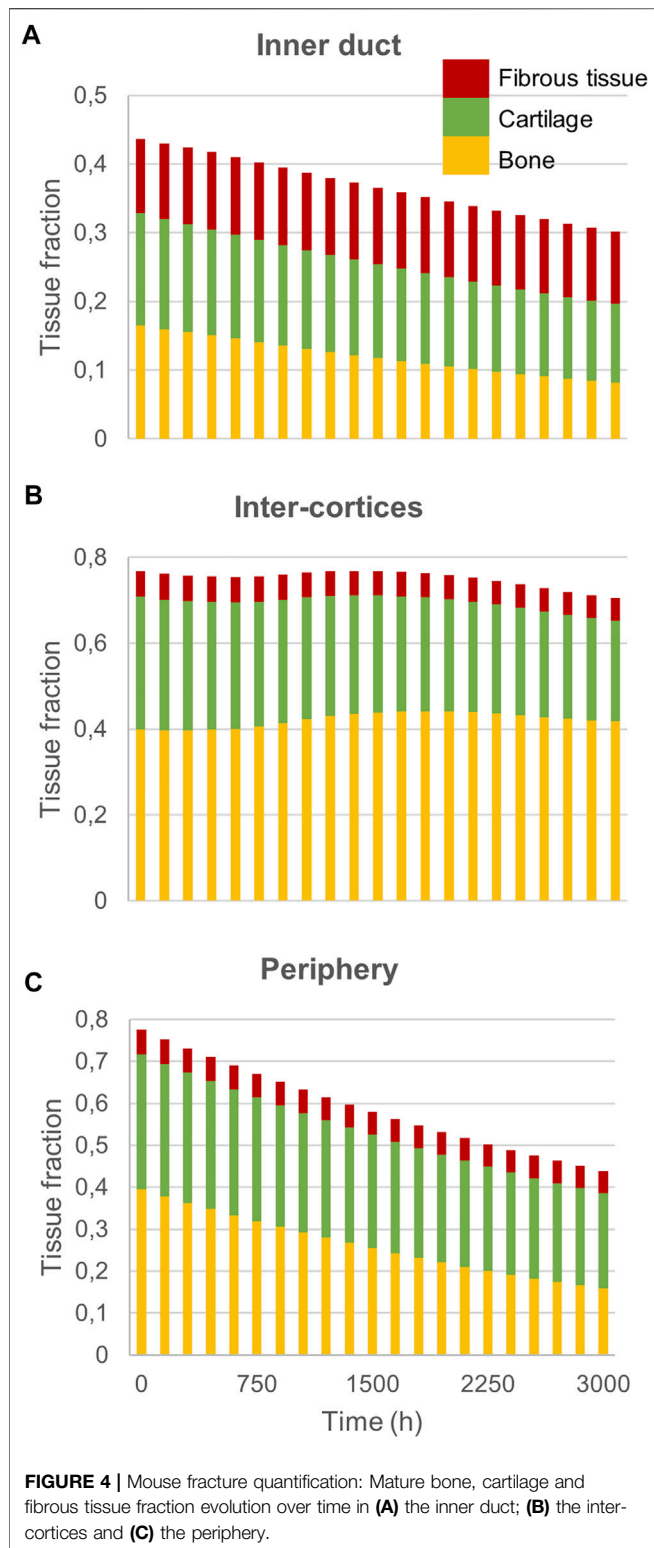 A
Inner duct
Fibrous tissue
Cartilage
Bone
0,5
0,4
0,3
0,2
0,1
0
Tissue fraction
B
Inter-cortices
0,8
0,6
0,4
0,2
0
Tissue fraction
C
Periphery
0,8
0,7
0,6
0,5
0,4
0,3
0,2
0,1
0
Tissue fraction
0 750 1500 2250 3000
Time (h)
FIGURE 4 | Mouse fracture quantification: Mature bone, cartilage and
fibrous tissue fraction evolution over time in (A) the inner duct; (B) the inter-
cortices and (C) the periphery.